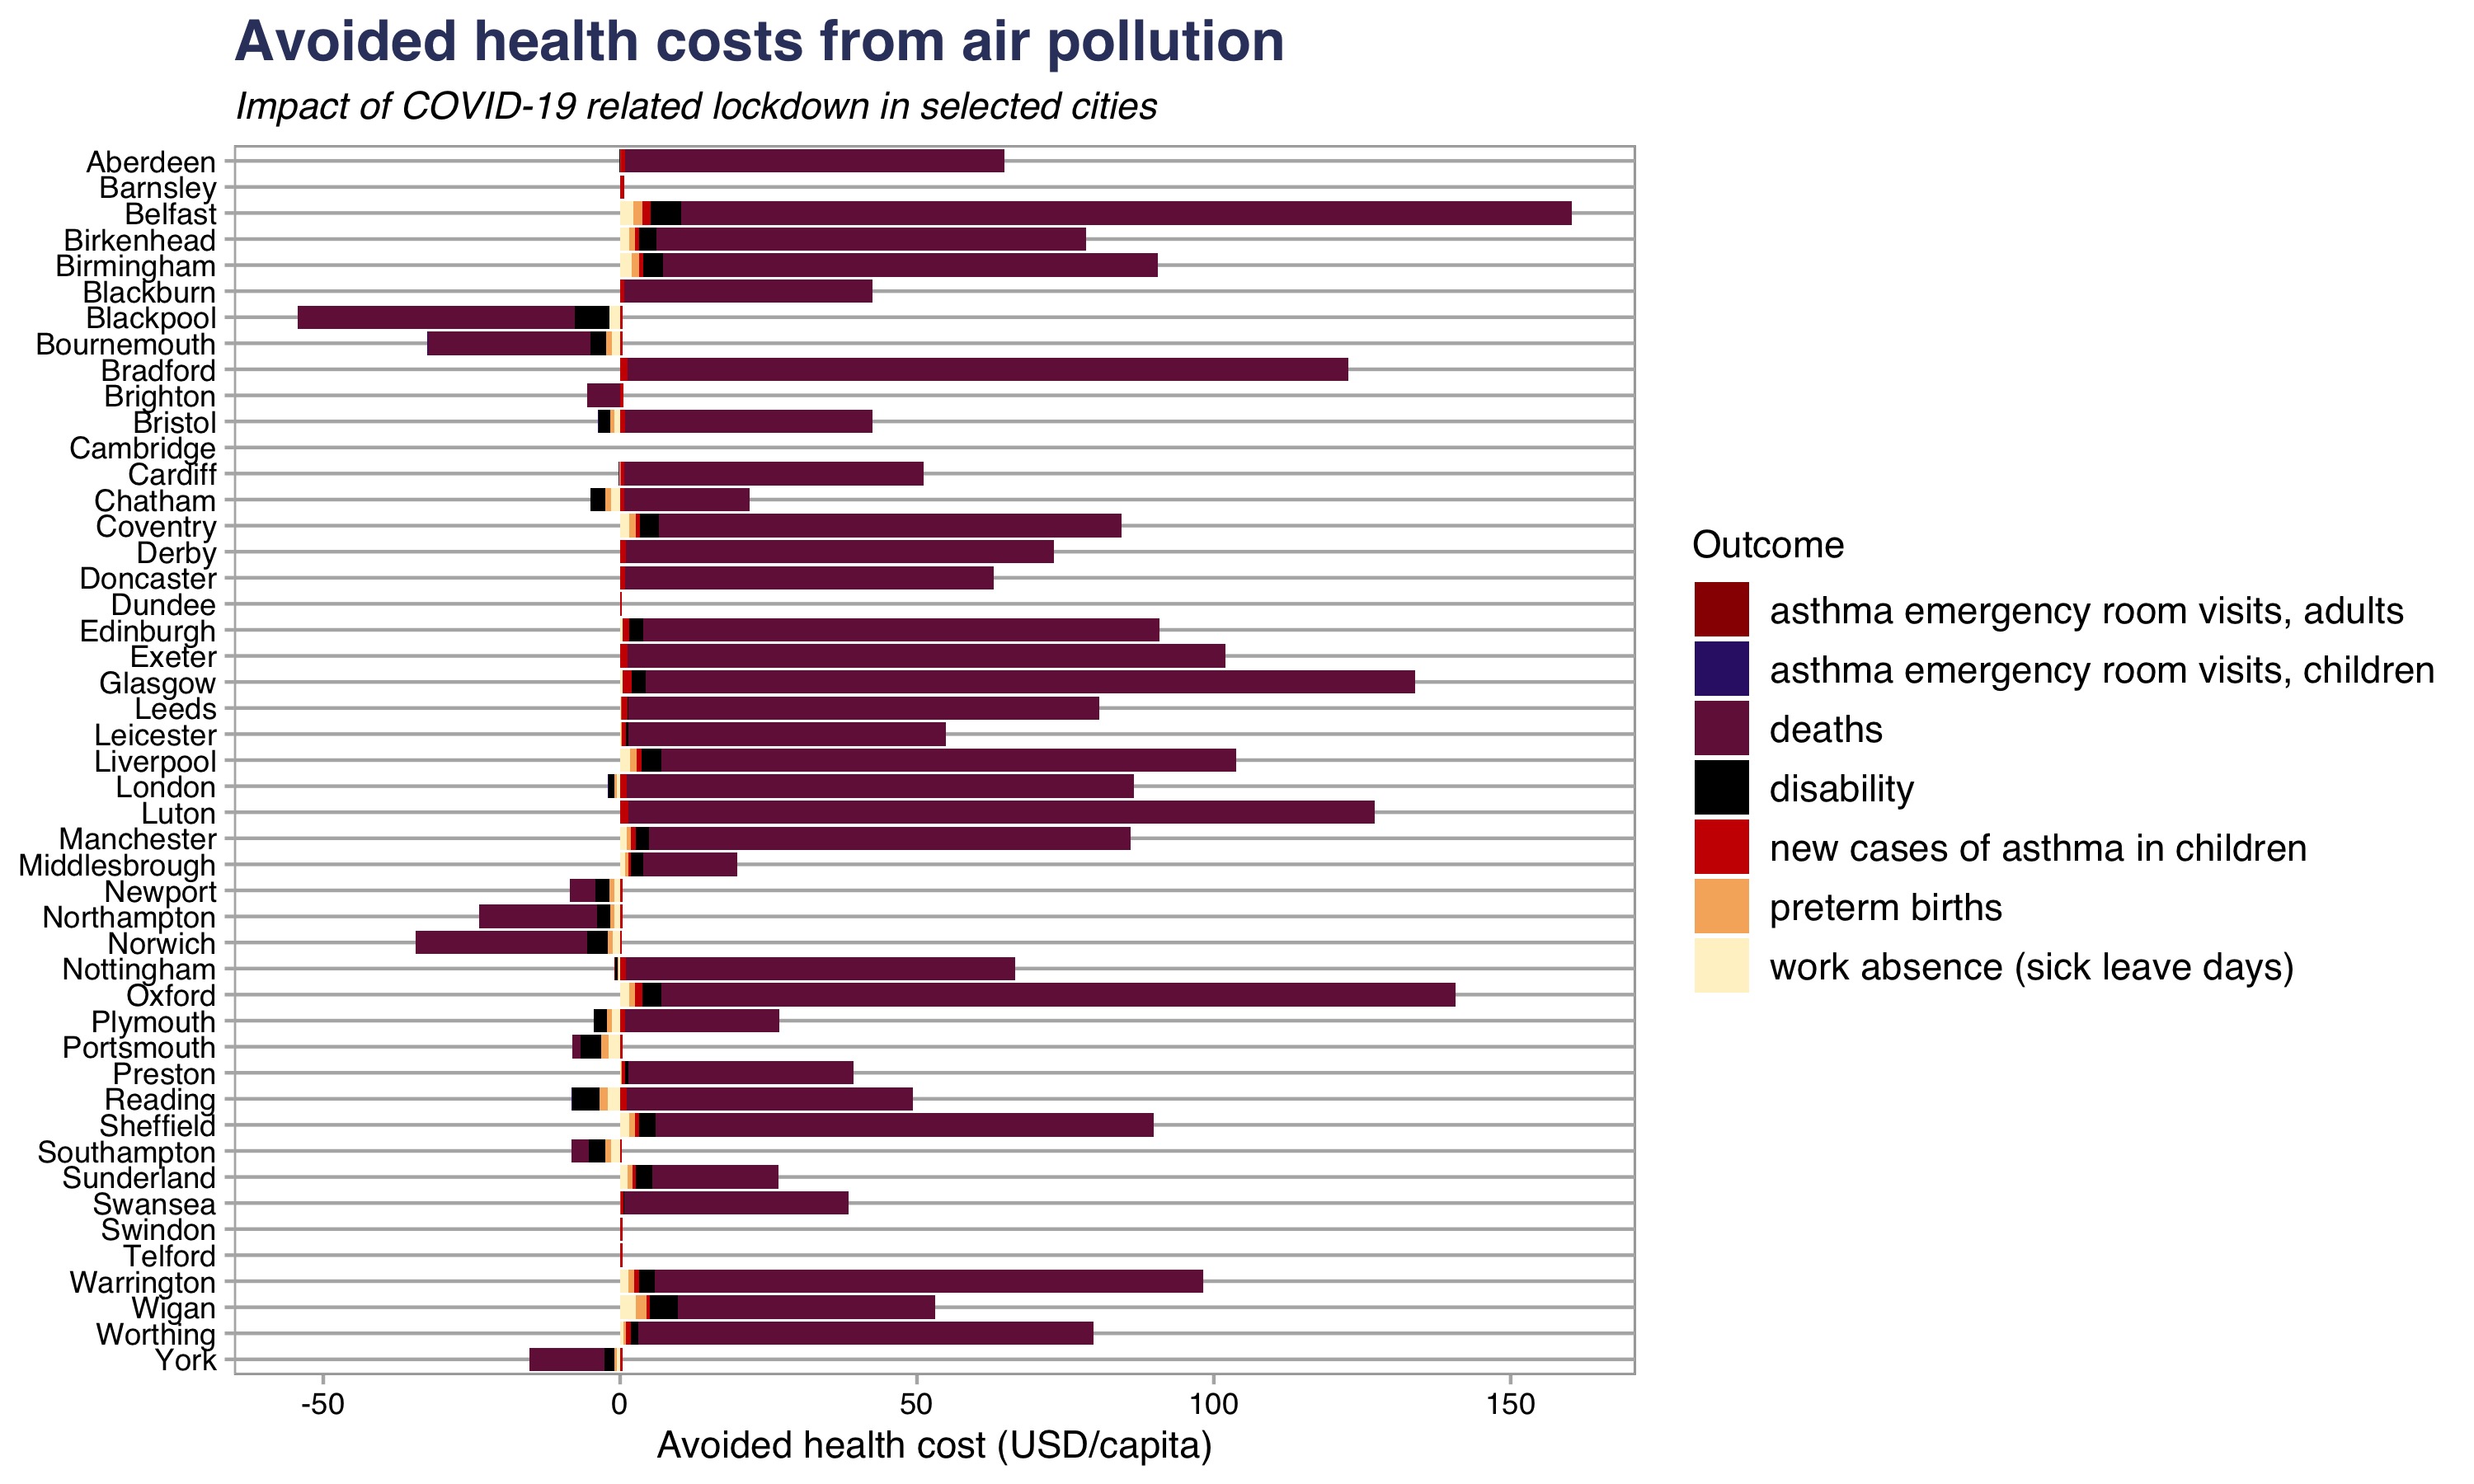 Avoided health costs from air pollution
Impact of COVID-19 related lockdown in selected cities
Aberdeen
Barnsley
Belfast
Birkenhead
Birmingham
Blackburn
Blackpool
Bournemouth
Bradford
Brighton
Bristol
Cambridge
Cardiff
Chatham
Coventry
Derby
Doncaster
Dundee
Edinburgh
Exeter
Glasgow
Leeds
Leicester
Liverpool
London
Luton
Manchester
Middlesbrough
Newport
Northampton
Norwich
Nottingham
Oxford
Plymouth
Portsmouth
Preston
Reading
Sheffield
Southampton
Sunderland
Swansea
Swindon
Telford
Warrington
Wigan
Worthing
York
-50 0 50 100 150
Avoided health cost (USD/capita)
Outcome
asthma emergency room visits, adults
asthma emergency room visits, children
deaths
disability
new cases of asthma in children
preterm births
work absence (sick leave days)